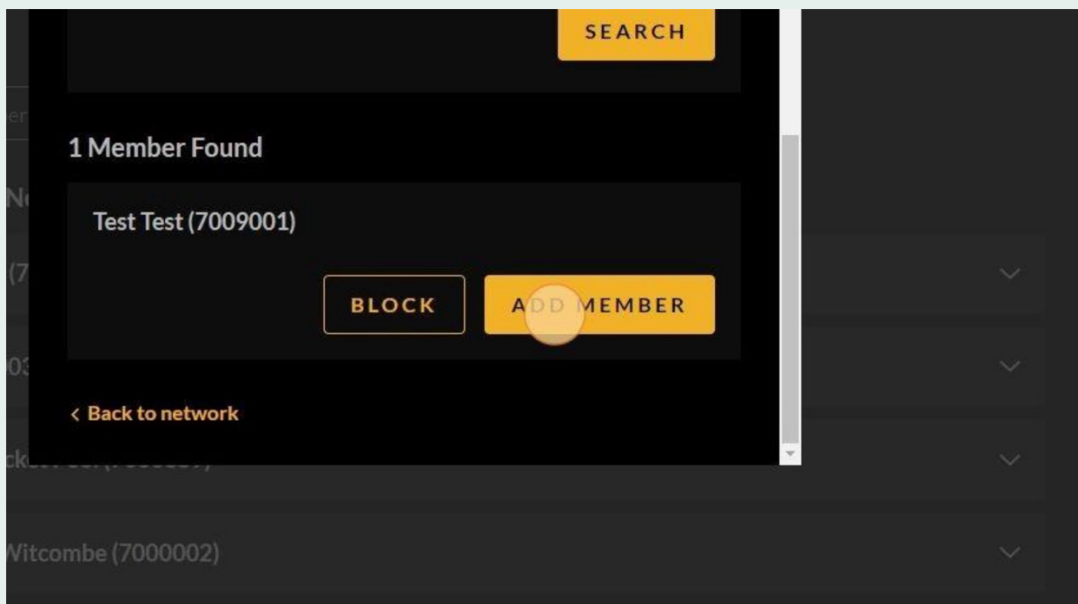 SEARCH
1 Member Found
Test Test (7009001)
BLOCK
ADD MEMBER
< Back to network
Witcombe (7000002)